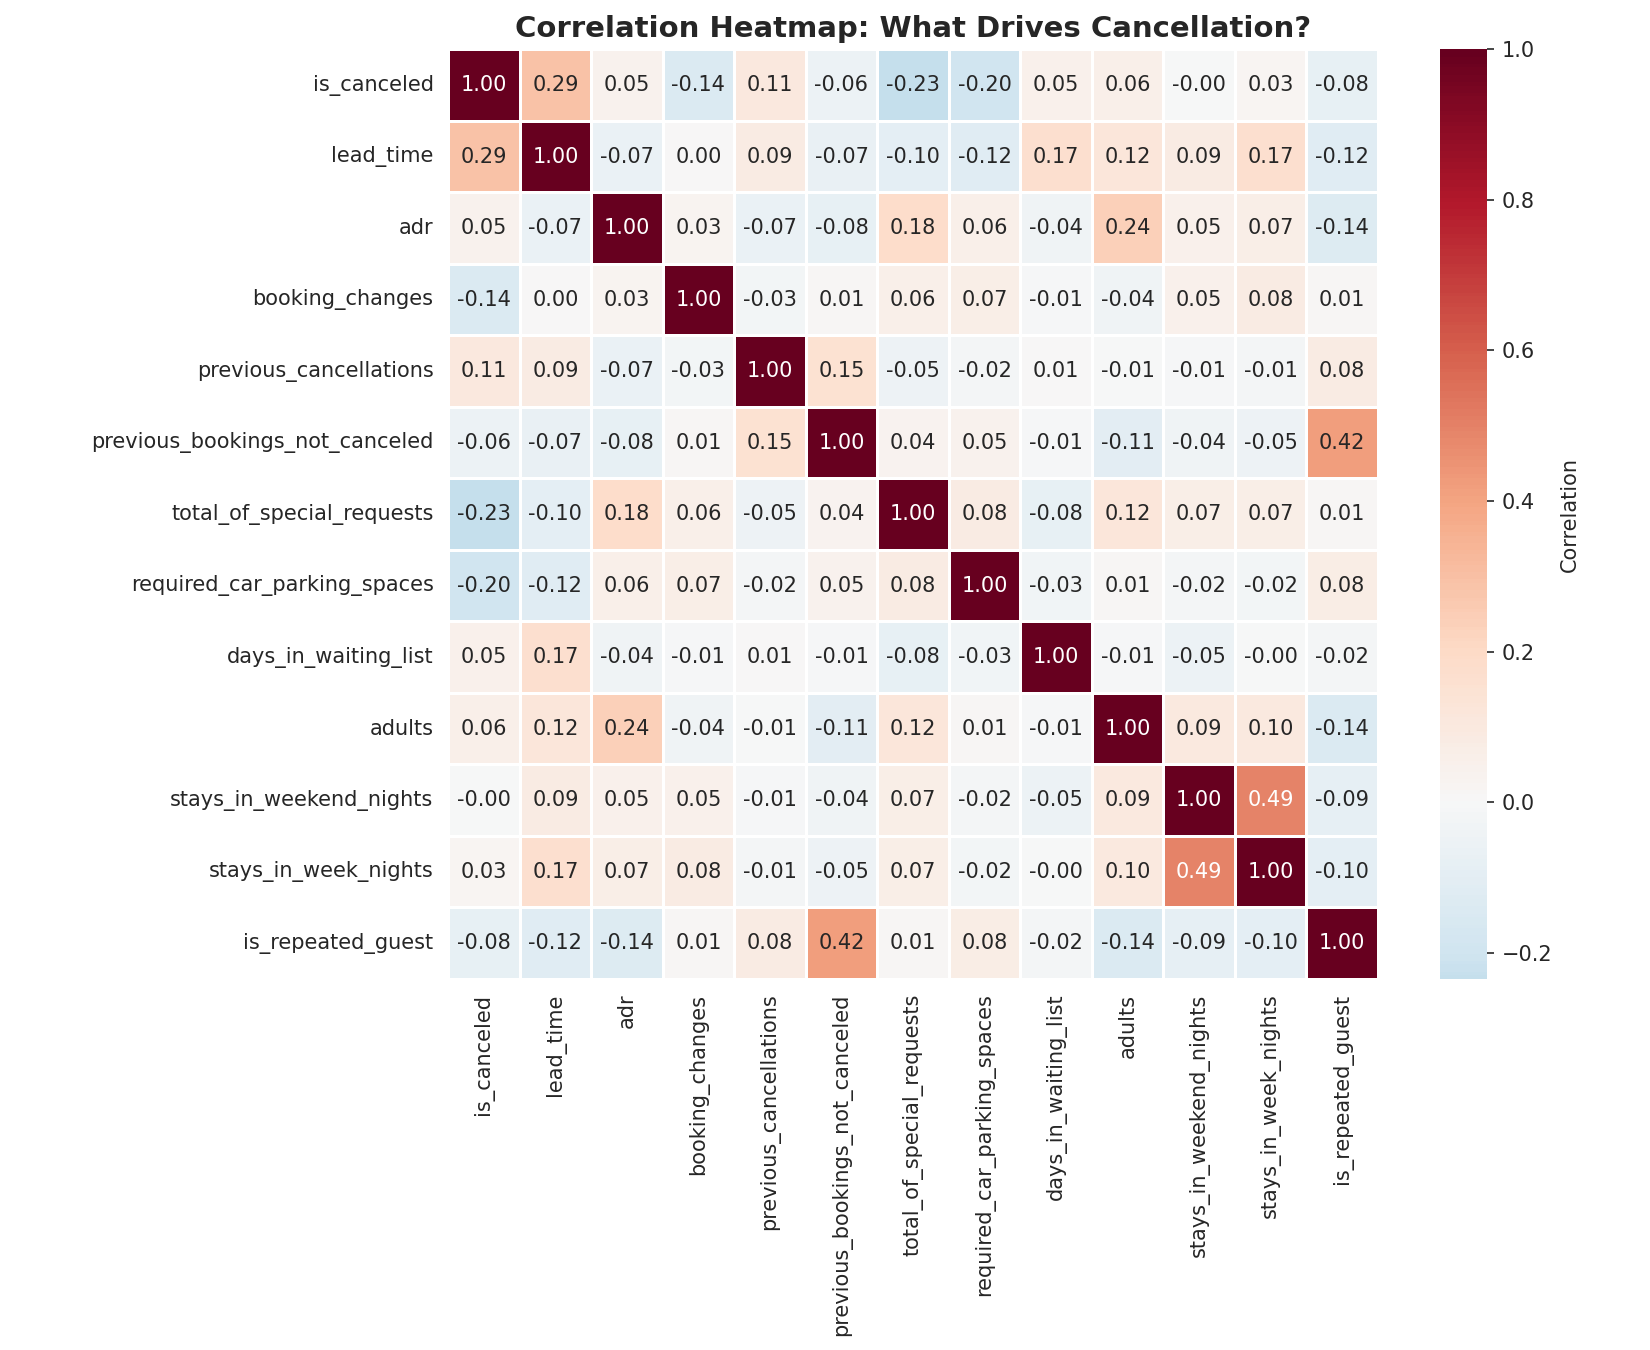 Correlation Heatmap: What Drives Cancellation?
is_canceled 1.00 0.29 0.05 -0.14 0.11 -0.06 -0.23 -0.20 0.05 0.06 -0.00 0.03 -0.08
lead_time 0.29 1.00 -0.07 0.00 0.09 -0.07 -0.10 -0.12 0.17 0.12 0.09 0.17 -0.12
adr 0.05 -0.07 1.00 0.03 -0.07 -0.08 0.18 0.06 -0.04 0.24 0.05 0.07 -0.14
booking_changes -0.14 0.00 0.03 1.00 -0.03 0.01 0.06 0.07 -0.01 -0.04 0.05 0.08 0.01
previous_cancellations 0.11 0.09 -0.07 -0.03 1.00 0.15 -0.05 -0.02 0.01 -0.01 -0.01 -0.01 0.08
previous_bookings_not_canceled -0.06 -0.07 -0.08 0.01 0.15 1.00 0.04 0.05 -0.01 -0.11 -0.04 -0.05 0.42
total_of_special_requests -0.23 -0.10 0.18 0.06 -0.05 0.04 1.00 0.08 -0.08 0.12 0.07 0.07 0.01
required_car_parking_spaces -0.20 -0.12 0.06 0.07 -0.02 0.05 0.08 1.00 -0.03 0.01 -0.02 -0.02 0.08
days_in_waiting_list 0.05 0.17 -0.04 -0.01 0.01 -0.01 -0.08 -0.03 1.00 -0.01 -0.05 -0.00 -0.02
adults 0.06 0.12 0.24 -0.04 -0.01 -0.11 0.12 0.01 -0.01 1.00 0.09 0.10 -0.14
stays_in_weekend_nights -0.00 0.09 0.05 0.05 -0.01 -0.04 0.07 -0.02 -0.05 0.09 1.00 0.49 -0.09
stays_in_week_nights 0.03 0.17 0.07 0.08 -0.01 -0.05 0.07 -0.02 -0.00 0.10 0.49 1.00 -0.10
is_repeated_guest -0.08 -0.12 -0.14 0.01 0.08 0.42 0.01 0.08 -0.02 -0.14 -0.09 -0.10 1.00
is_canceled
lead_time
adr
booking_changes
previous_cancellations
previous_bookings_not_canceled
total_of_special_requests
required_car_parking_spaces
days_in_waiting_list
adults
stays_in_weekend_nights
stays_in_week_nights
is_repeated_guest
1.0
0.8
0.6
0.4
0.2
0.0
−0.2
Correlation